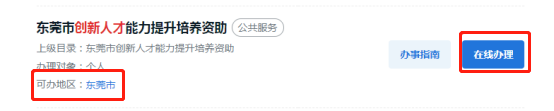 东莞市创新人才能力提升培养资助 公共服务
上级目录：东莞市创新人才能力提升培养资助
办理对象：个人
可办地区：东莞市
办事指南 在线办理